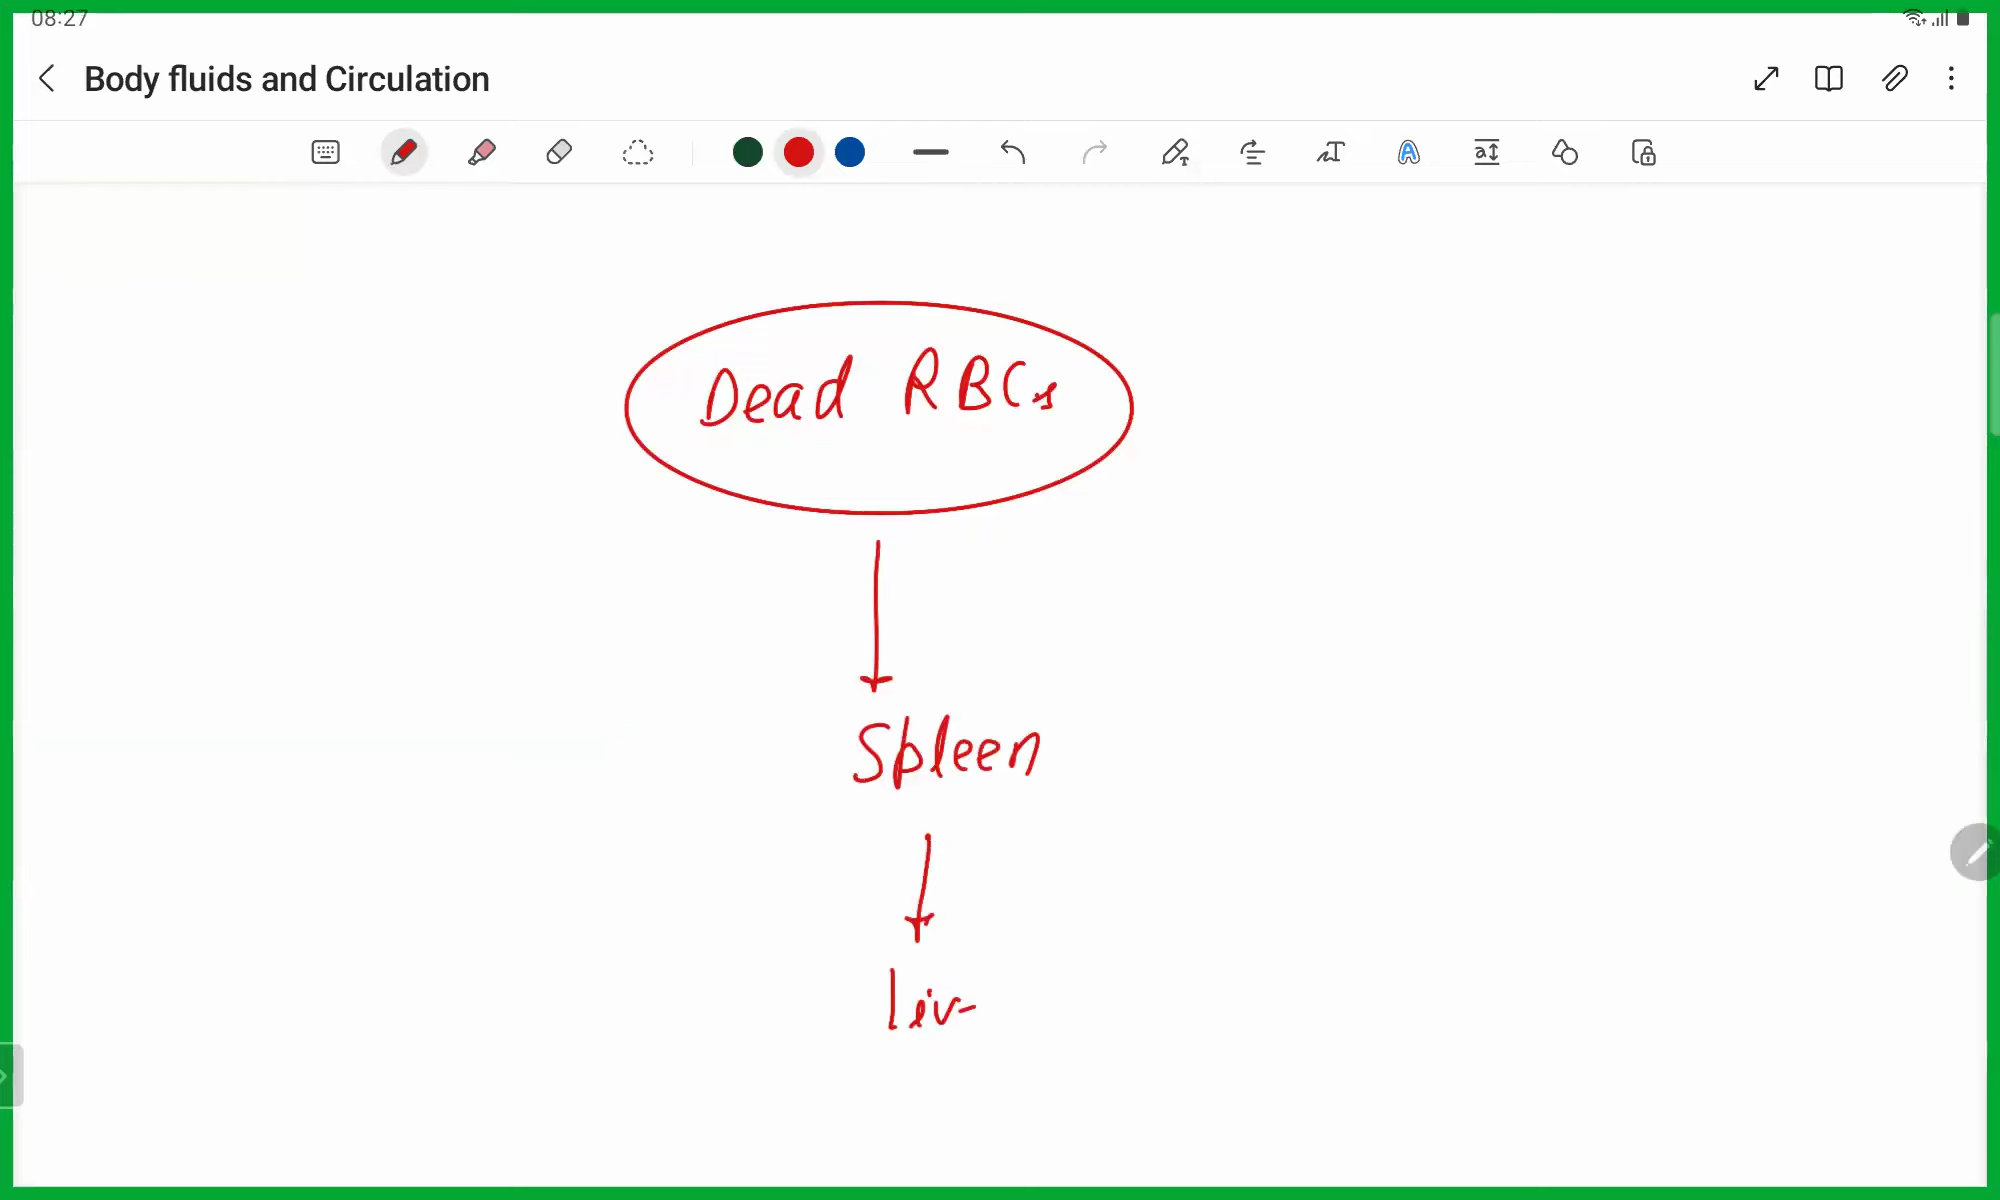 08:27
Body fluids and Circulation
Dead RBCs
Spleen
Liv